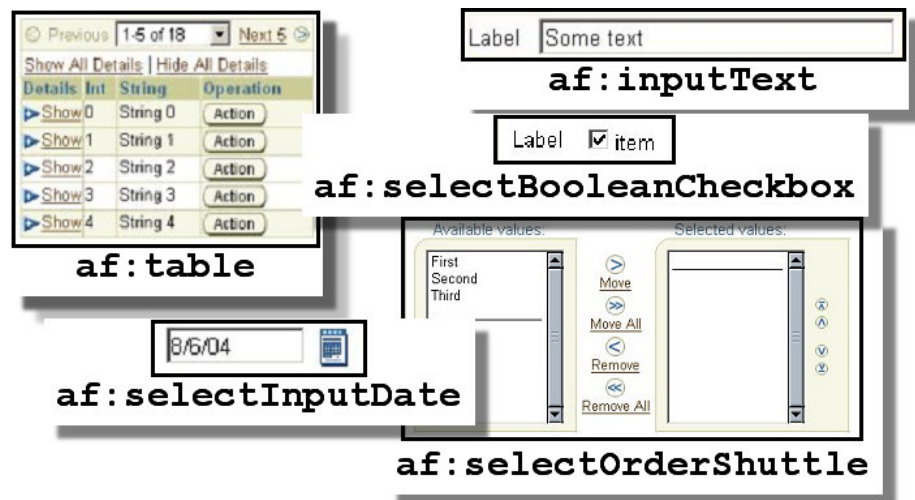 Previous 1-5 of 18 Next 5
Show All Details | Hide All Details
Details Int String Operation
Show 0 String 0 Action
Show 1 String 1 Action
Show 2 String 2 Action
Show 3 String 3 Action
Show 4 String 4 Action
af:table
Label Some text
af:inputText
Label item
af:selectBooleanCheckbox
Available values: Selected values:
First
Second
Third
Move
Move All
Remove
Remove All
af:selectOrderShuttle
8/6/04
af:selectInputDate